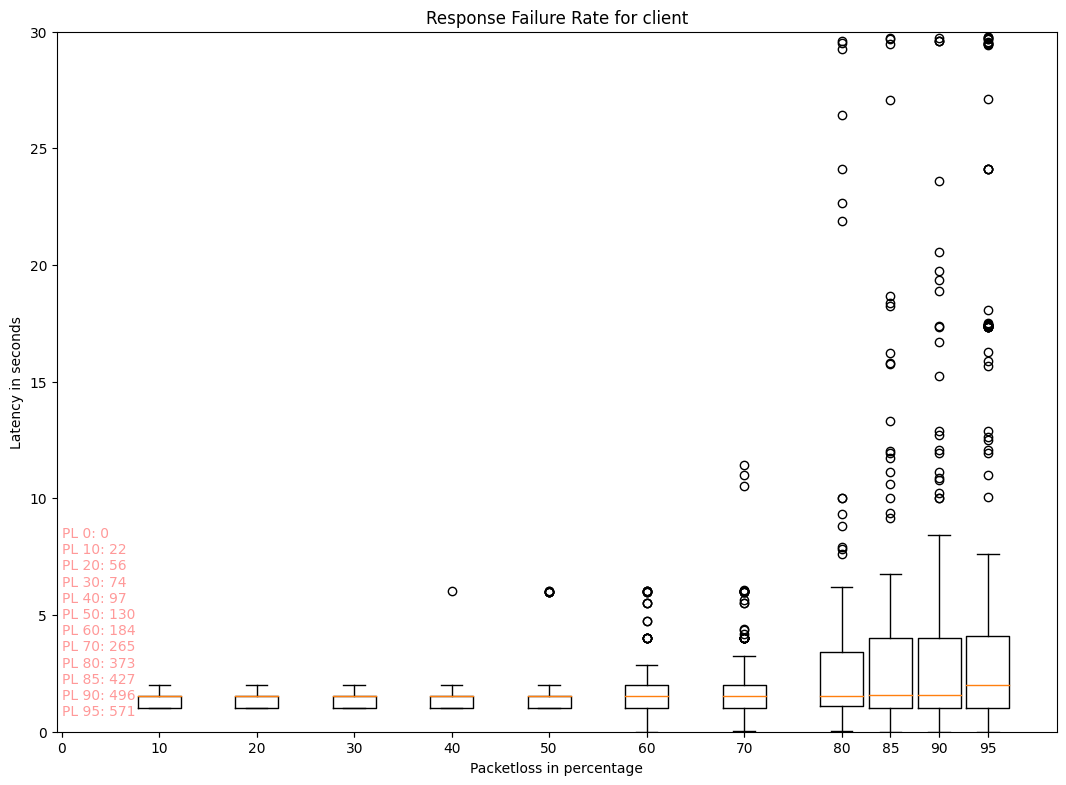 Response Failure Rate for client
30
25
20
15
10
5
0
Latency in seconds
PL 0: 0
PL 10: 22
PL 20: 56
PL 30: 74
PL 40: 97
PL 50: 130
PL 60: 184
PL 70: 265
PL 80: 373
PL 85: 427
PL 90: 496
PL 95: 571
0 10 20 30 40 50 60 70 80 85 90 95
Packetloss in percentage